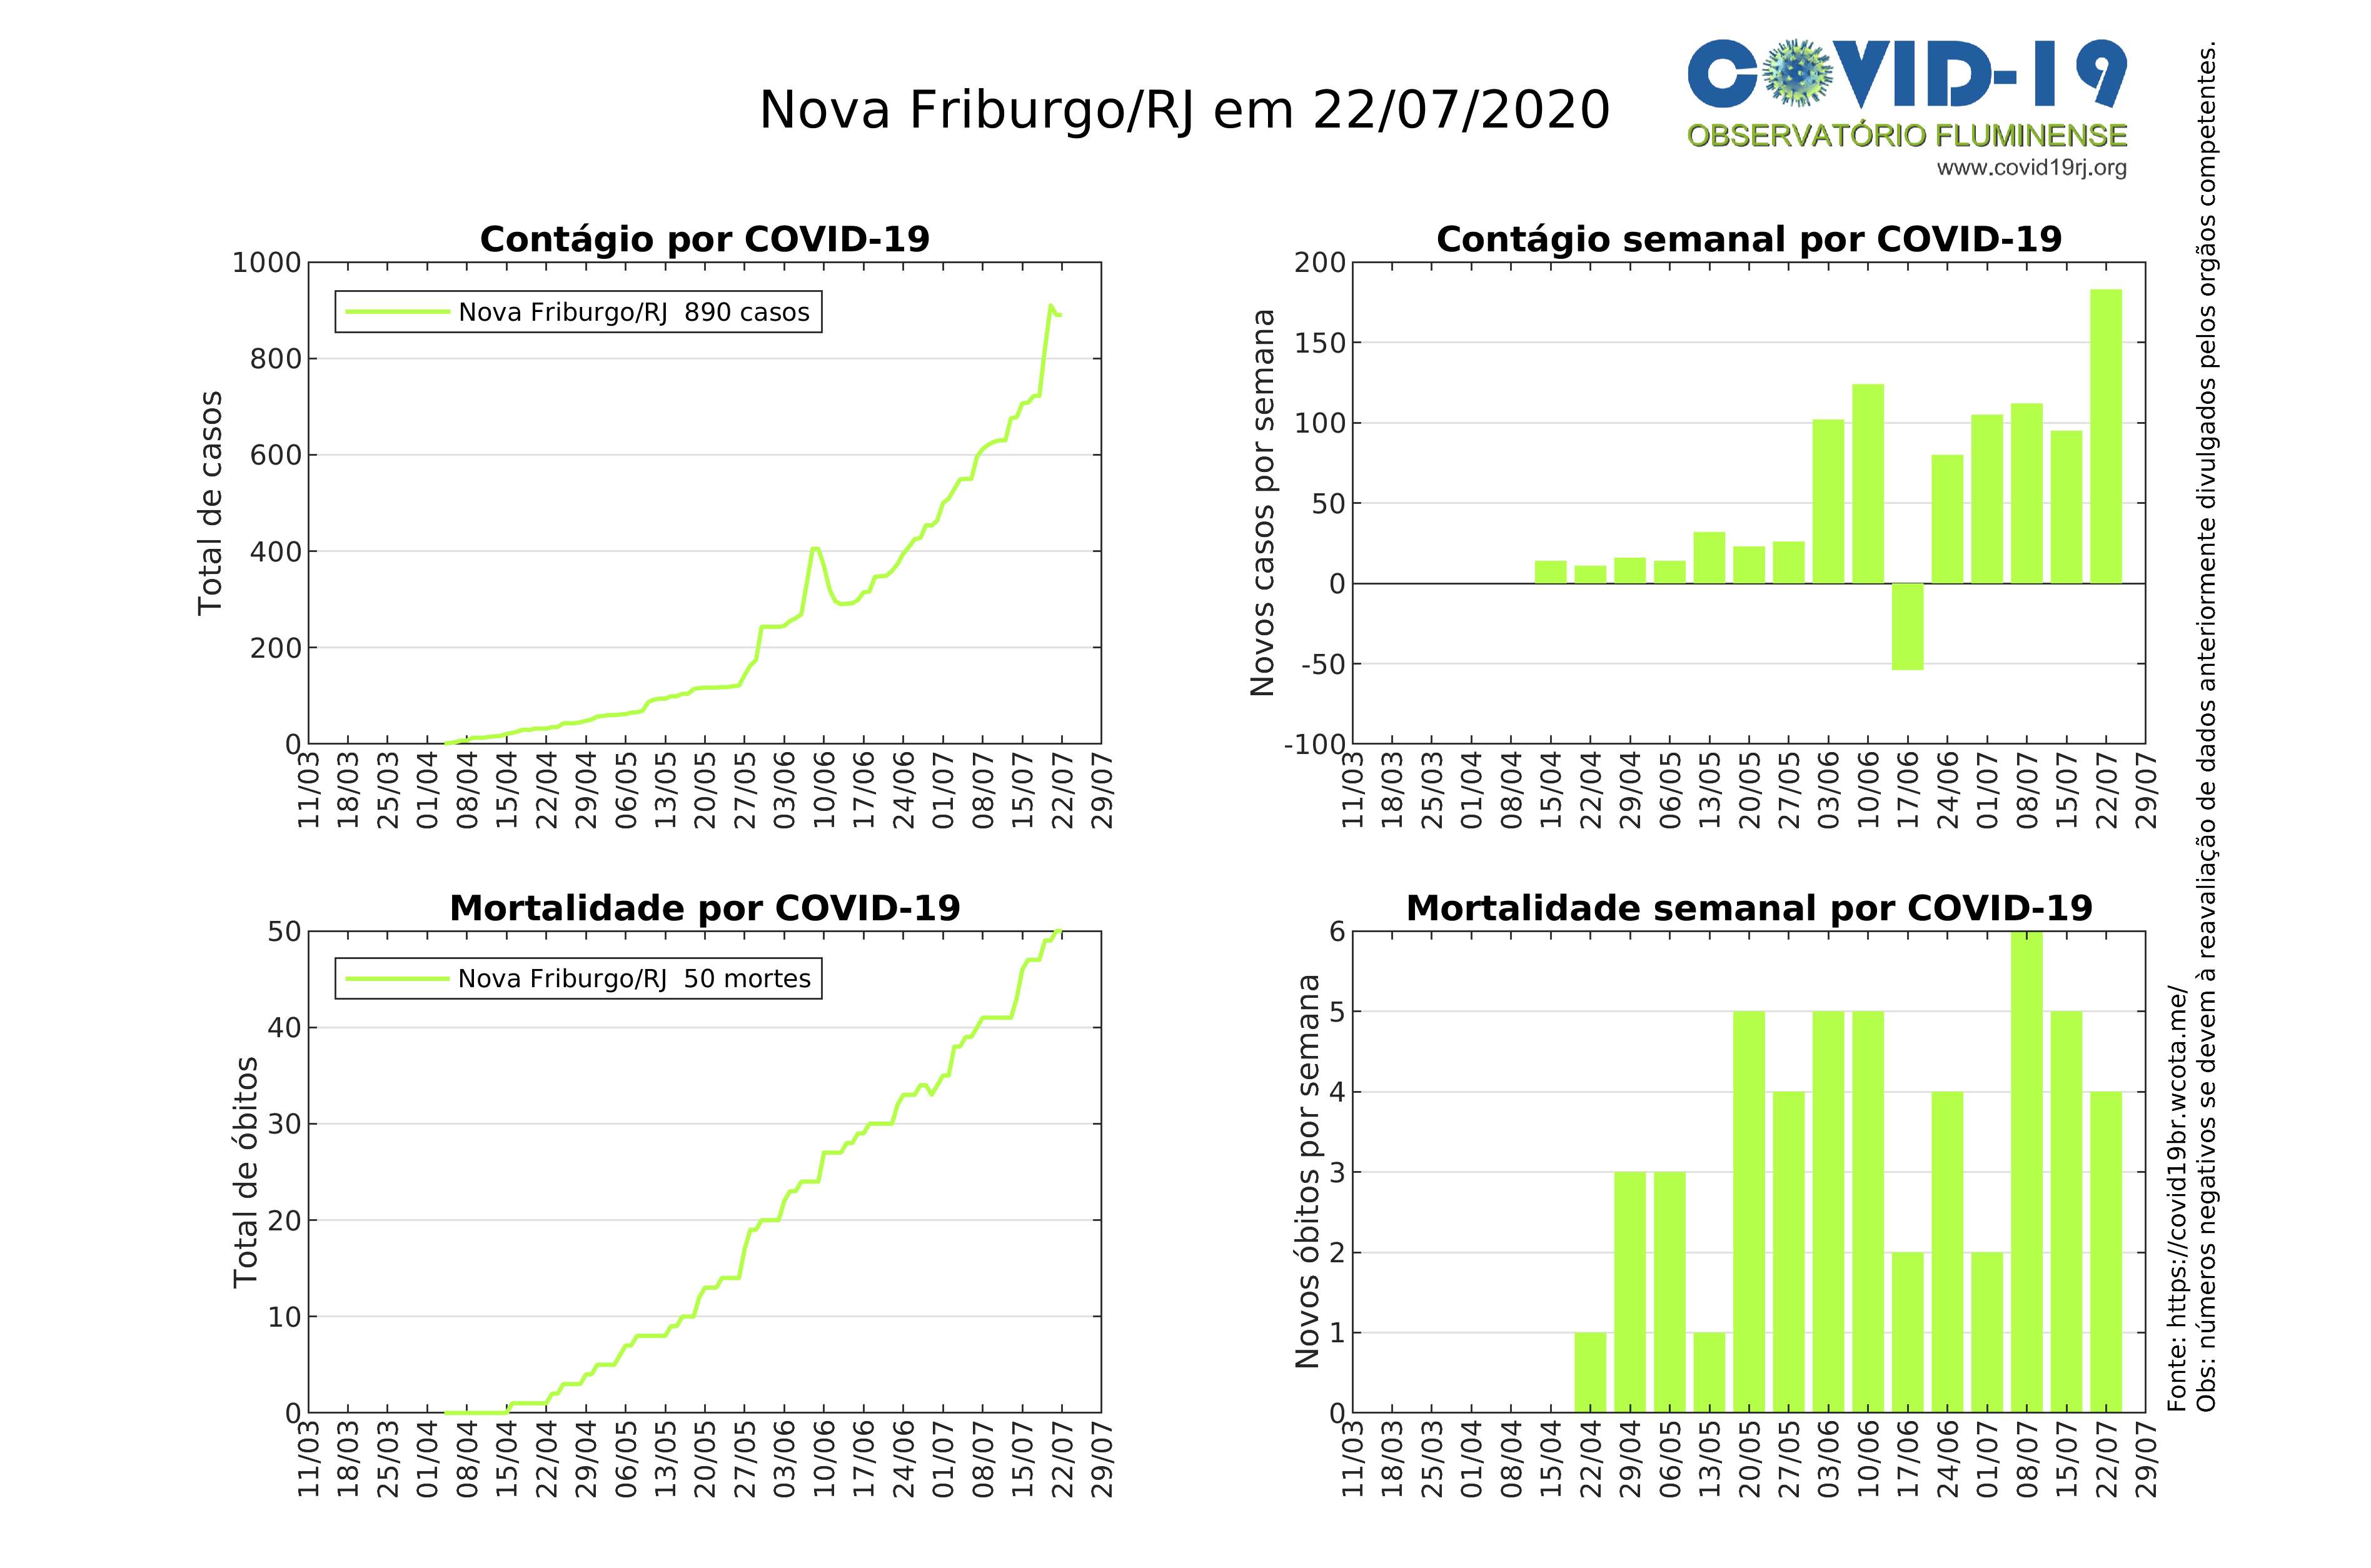 Nova Friburgo/RJ em 22/07/2020
COVID-19
OBSERVATÓRIO FLUMINENSE
www.covid19rj.org
Contágio por COVID-19
Total de casos
1000
800
600
400
200
0
Nova Friburgo/RJ 890 casos
11/03 18/03 25/03 01/04 08/04 15/04 22/04 29/04 06/05 13/05 20/05 27/05 03/06 10/06 17/06 24/06 01/07 08/07 15/07 22/07 29/07
Contágio semanal por COVID-19
Novos casos por semana
200
150
100
50
0
-50
-100
11/03 18/03 25/03 01/04 08/04 15/04 22/04 29/04 06/05 13/05 20/05 27/05 03/06 10/06 17/06 24/06 01/07 08/07 15/07 22/07 29/07
Mortalidade por COVID-19
Total de óbitos
50
40
30
20
10
0
Nova Friburgo/RJ 50 mortes
11/03 18/03 25/03 01/04 08/04 15/04 22/04 29/04 06/05 13/05 20/05 27/05 03/06 10/06 17/06 24/06 01/07 08/07 15/07 22/07 29/07
Mortalidade semanal por COVID-19
Novos óbitos por semana
6
5
4
3
2
1
0
11/03 18/03 25/03 01/04 08/04 15/04 22/04 29/04 06/05 13/05 20/05 27/05 03/06 10/06 17/06 24/06 01/07 08/07 15/07 22/07 29/07
Fonte: https://covid19br.wcota.me/
Obs: números negativos se devem à reavaliação de dados anteriormente divulgados pelos orgãos competentes.